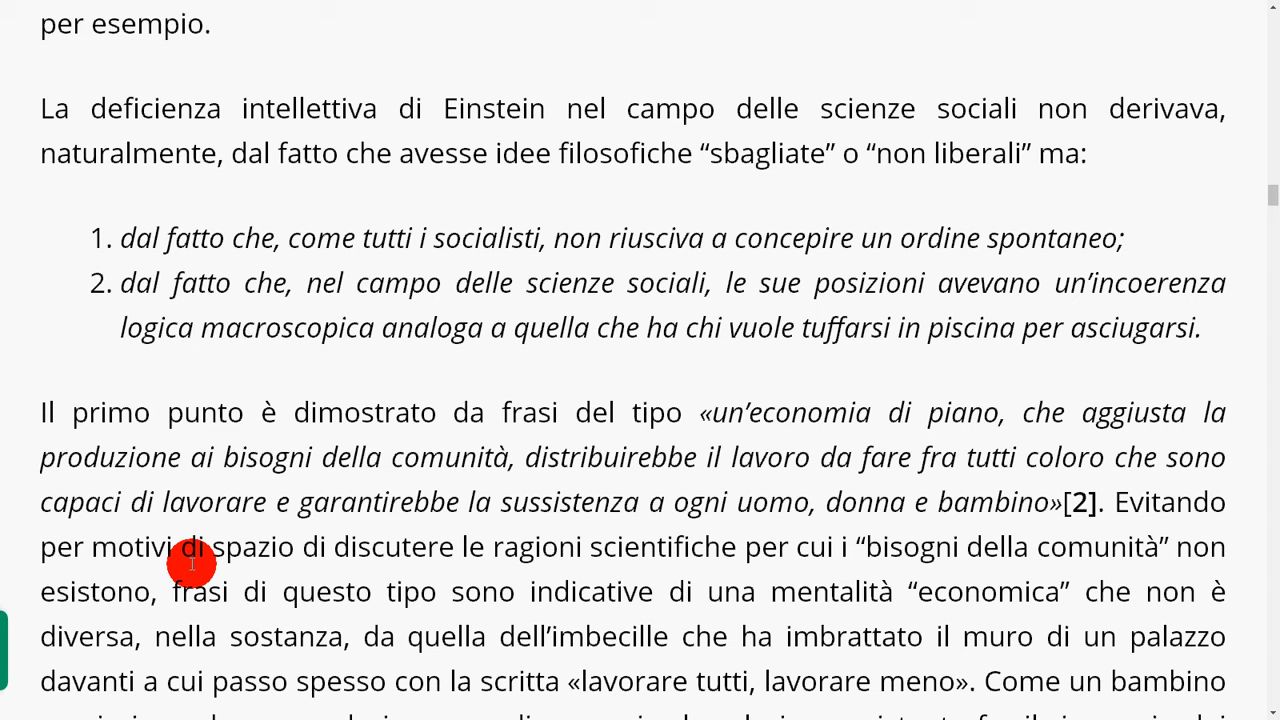 per esempio.
La deficienza intellettiva di Einstein nel campo delle scienze sociali non derivava,
naturalmente, dal fatto che avesse idee filosofiche “sbagliate” o “non liberali” ma:
1. dal fatto che, come tutti i socialisti, non riusciva a concepire un ordine spontaneo;
2. dal fatto che, nel campo delle scienze sociali, le sue posizioni avevano un’incoerenza
logica macroscopica analoga a quella che ha chi vuole tuffarsi in piscina per asciugarsi.
Il primo punto è dimostrato da frasi del tipo «un’economia di piano, che aggiusta la
produzione ai bisogni della comunità, distribuirebbe il lavoro da fare fra tutti coloro che sono
capaci di lavorare e garantirebbe la sussistenza a ogni uomo, donna e bambino»[2]. Evitando
per motivi di spazio di discutere le ragioni scientifiche per cui i “bisogni della comunità” non
esistono, frasi di questo tipo sono indicative di una mentalità “economica” che non è
diversa, nella sostanza, da quella dell’imbecille che ha imbrattato il muro di un palazzo
davanti a cui passo spesso con la scritta «lavorare tutti, lavorare meno». Come un bambino